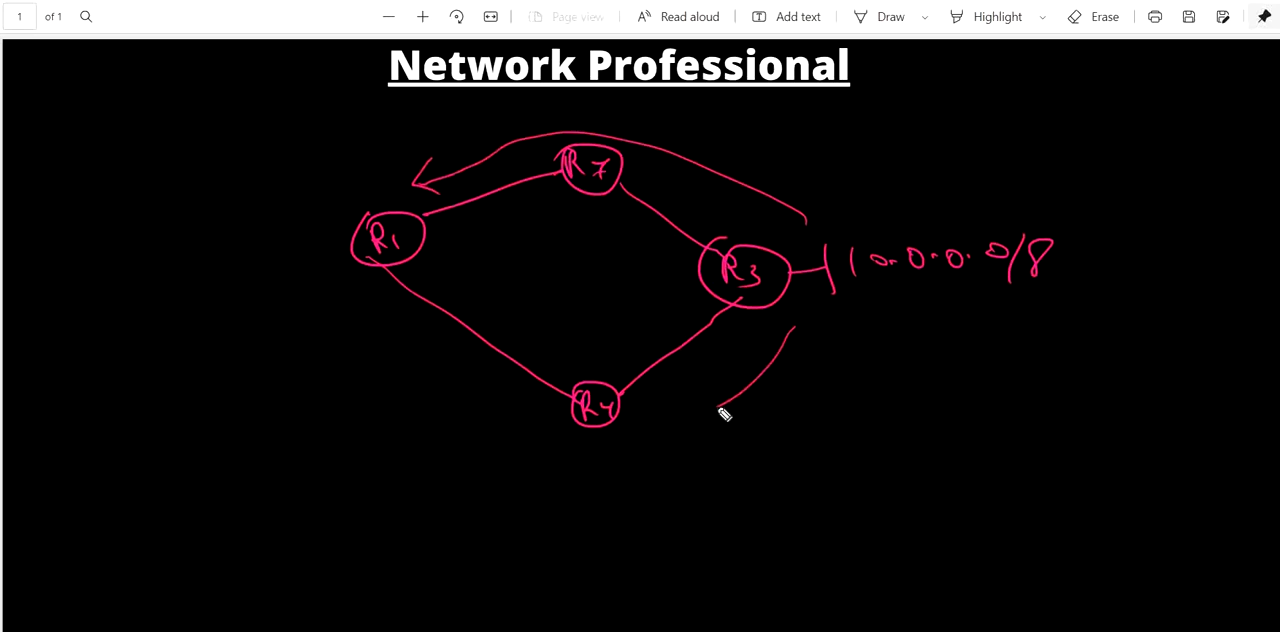 1 of 1 Page view Read aloud Add text Draw Highlight Erase
Network Professional
R7
R1
R3
10.0.0.0/8
R4